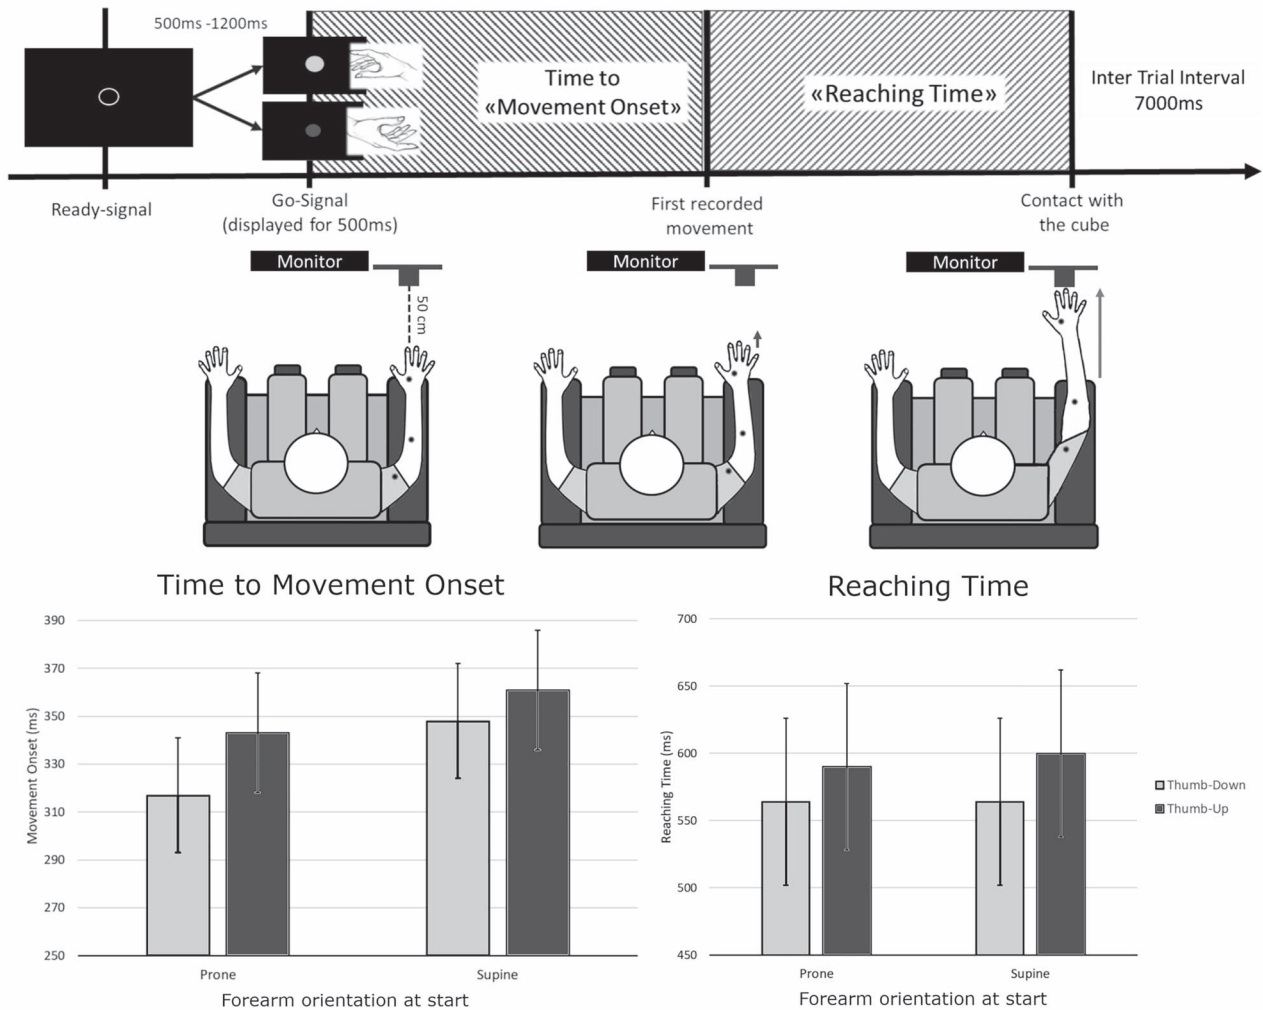 500ms -1200ms
Time to
«Movement Onset»
«Reaching Time»
Inter Trial Interval
7000ms
Ready-signal
Go-Signal
(displayed for 500ms)
First recorded
movement
Contact with
the cube
Monitor
50 cm
Monitor
Monitor
Time to Movement Onset
390
370
350
330
310
290
270
250
Movement Onset (ms)
Prone
Supine
Forearm orientation at start
Reaching Time
700
650
600
550
500
450
Reaching Time (ms)
Prone
Supine
Forearm orientation at start
Thumb-Down
Thumb-Up